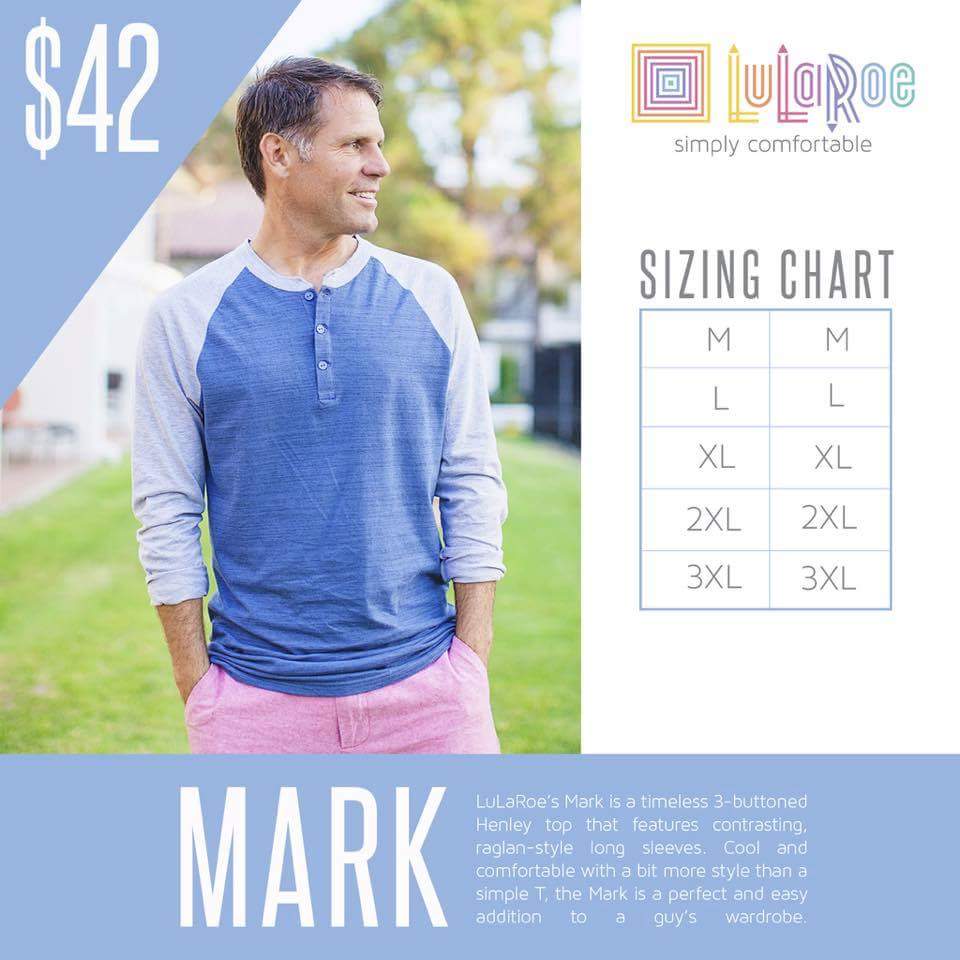 $42
LuLaRoe
simply comfortable
SIZING CHART
M M
L L
XL XL
2XL 2XL
3XL 3XL
MARK
LuLaRoe's Mark is a timeless 3-buttoned
Henley top that features contrasting,
raglan-style long sleeves. Cool and
comfortable with a bit more style than a
simple T, the Mark is a perfect and easy
addition to a guy's wardrobe.